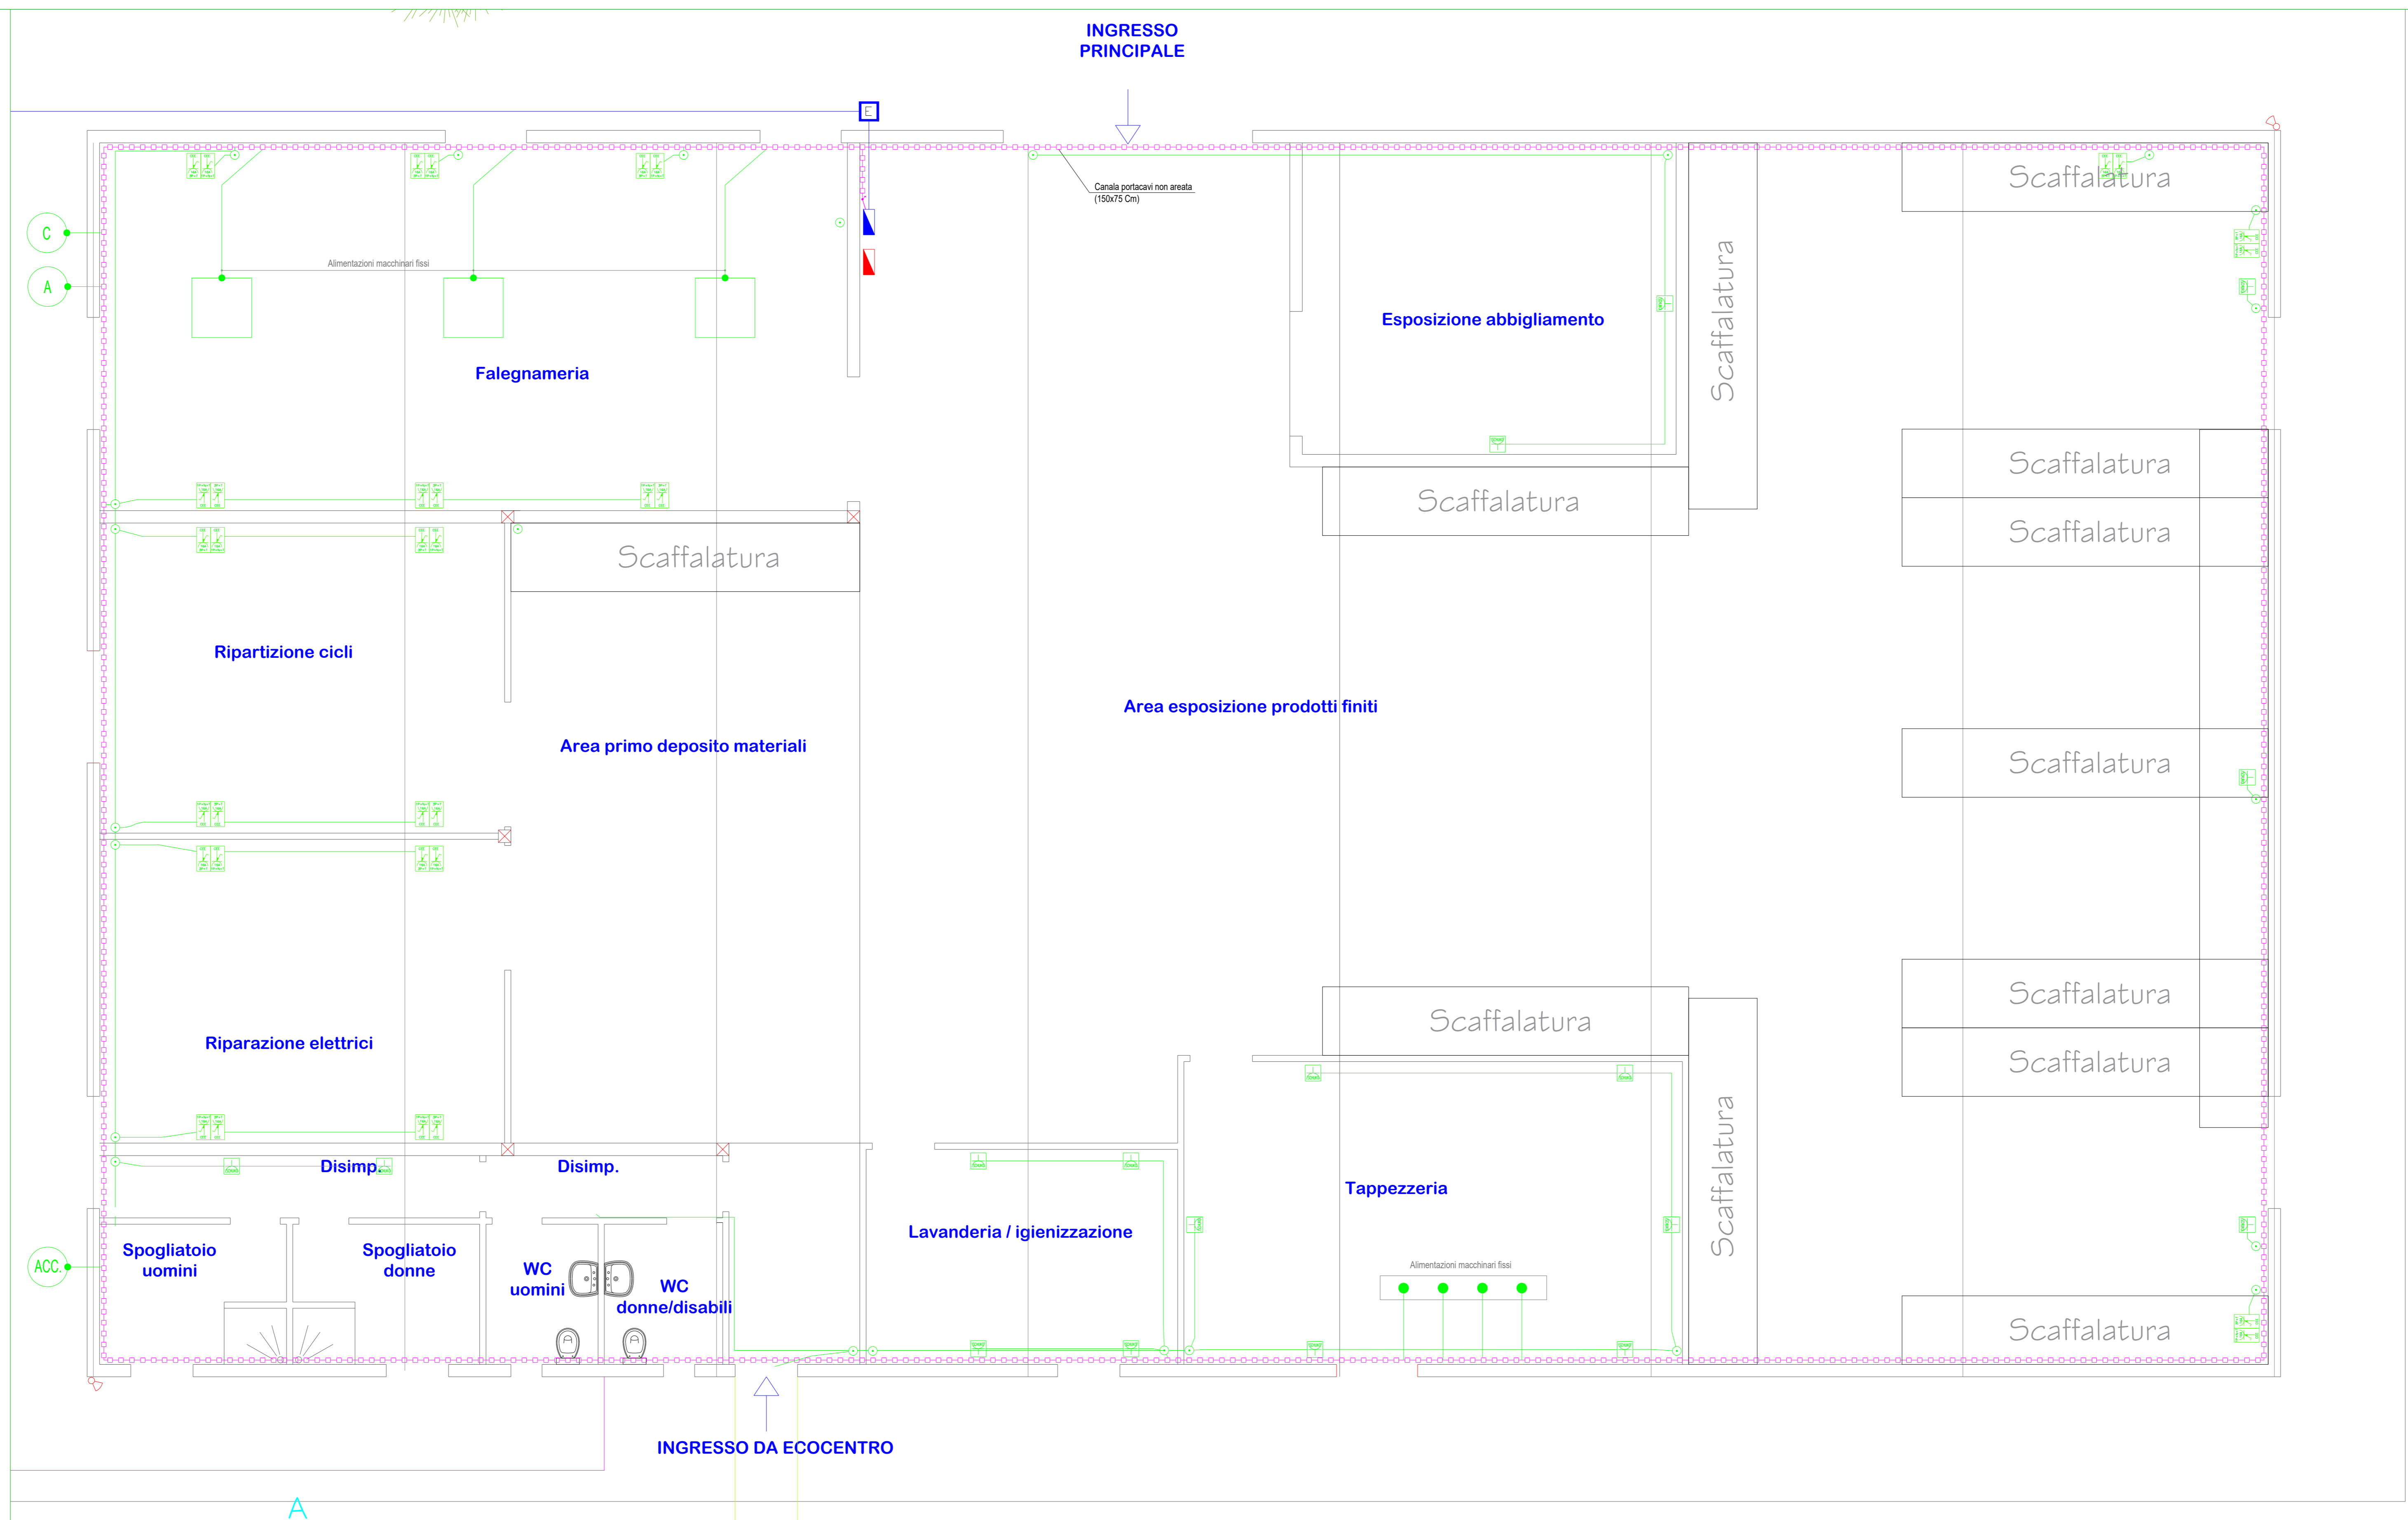 INGRESSO
PRINCIPALE
E
Canala portacavi non areata
(150x75 Cm)
Scaffalatura
C
A
Alimentazioni macchinari fissi
Scaffalatura
Esposizione abbigliamento
Falegnameria
Scaffalatura
Scaffalatura
Scaffalatura
Scaffalatura
Ripartizione cicli
Area esposizione prodotti finiti
Area primo deposito materiali
Scaffalatura
Scaffalatura
Scaffalatura
Riparazione elettrici
Scaffalatura
Disimp.
Disimp.
Scaffalatura
Tappezzeria
Lavanderia / igienizzazione
Spogliatoio
uomini
Spogliatoio
donne
ACC.
WC
uomini
WC
donne/disabili
Alimentazioni macchinari fissi
Scaffalatura
INGRESSO DA ECOCENTRO
A